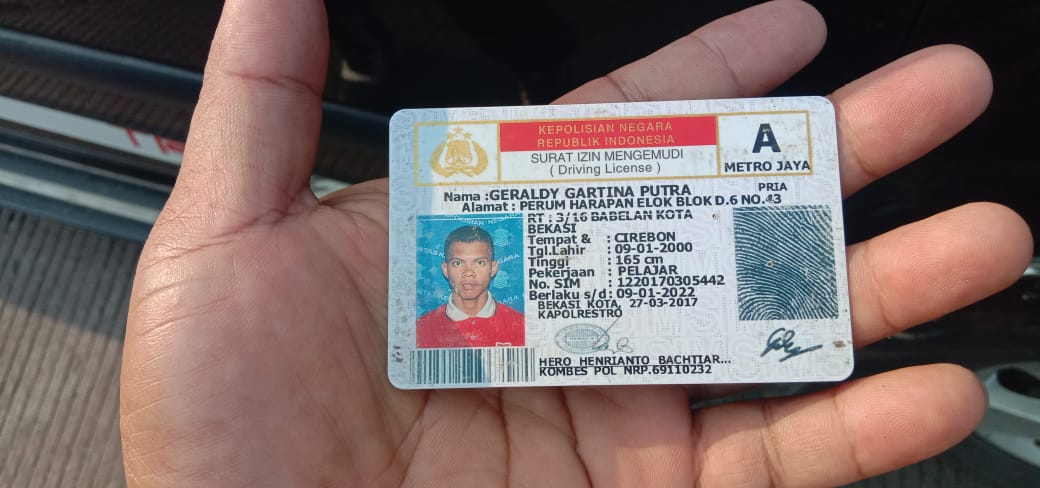 KEPOLISIAN NEGARA
REPUBLIK INDONESIA
SURAT IZIN MENGEMUDI
( Driving License )
A
METRO JAYA
Nama :GERALDY GARTINA PUTRA PRIA
Alamat : PERUM HARAPAN ELOK BLOK D.6 NO. 3
RT : 3/16 BABELAN KOTA
BEKASI
Tempat & : CIREBON
Tgl.Lahir : 09-01-2000
Tinggi : 165 cm
Pekerjaan : PELAJAR
No. SIM : 1220170305442
Berlaku s/d : 09-01-2022
BEKASI KOTA, 27-03-2017
KAPOLRESTRO
HERO HENRIANTO BACHTIAR...
KOMBES POL NRP.69110232